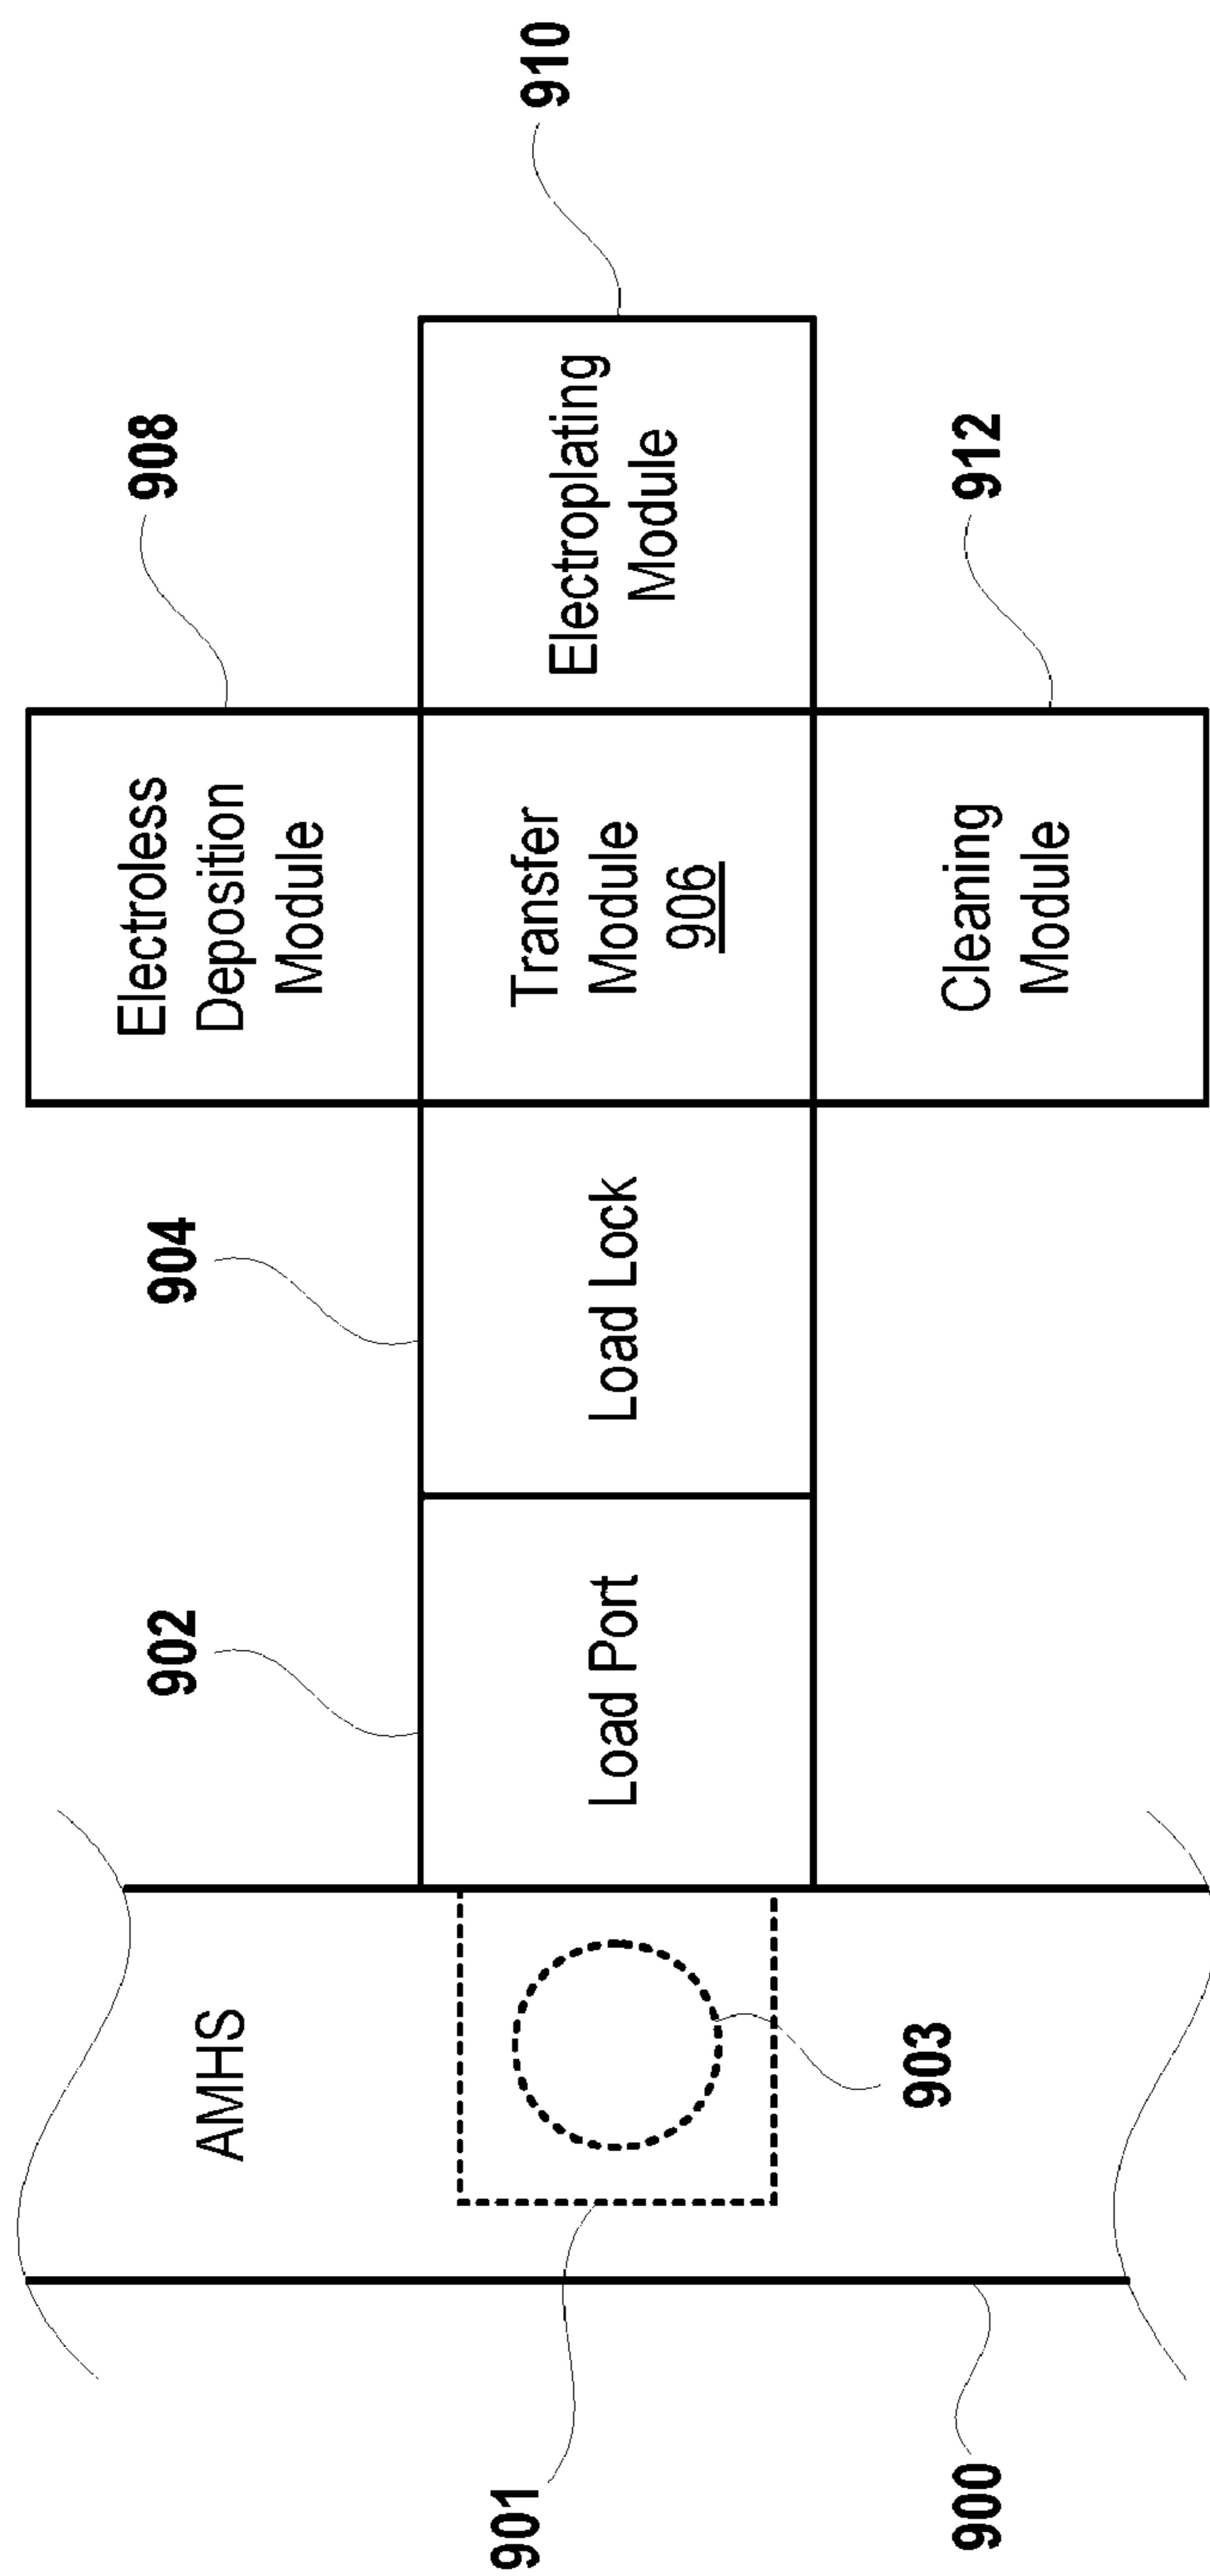 908
910
912
Electroless
Deposition
Module
Transfer
Module
906
Electroplating
Module
Cleaning
Module
904
Load Lock
902
Load Port
AMHS
903
901
900